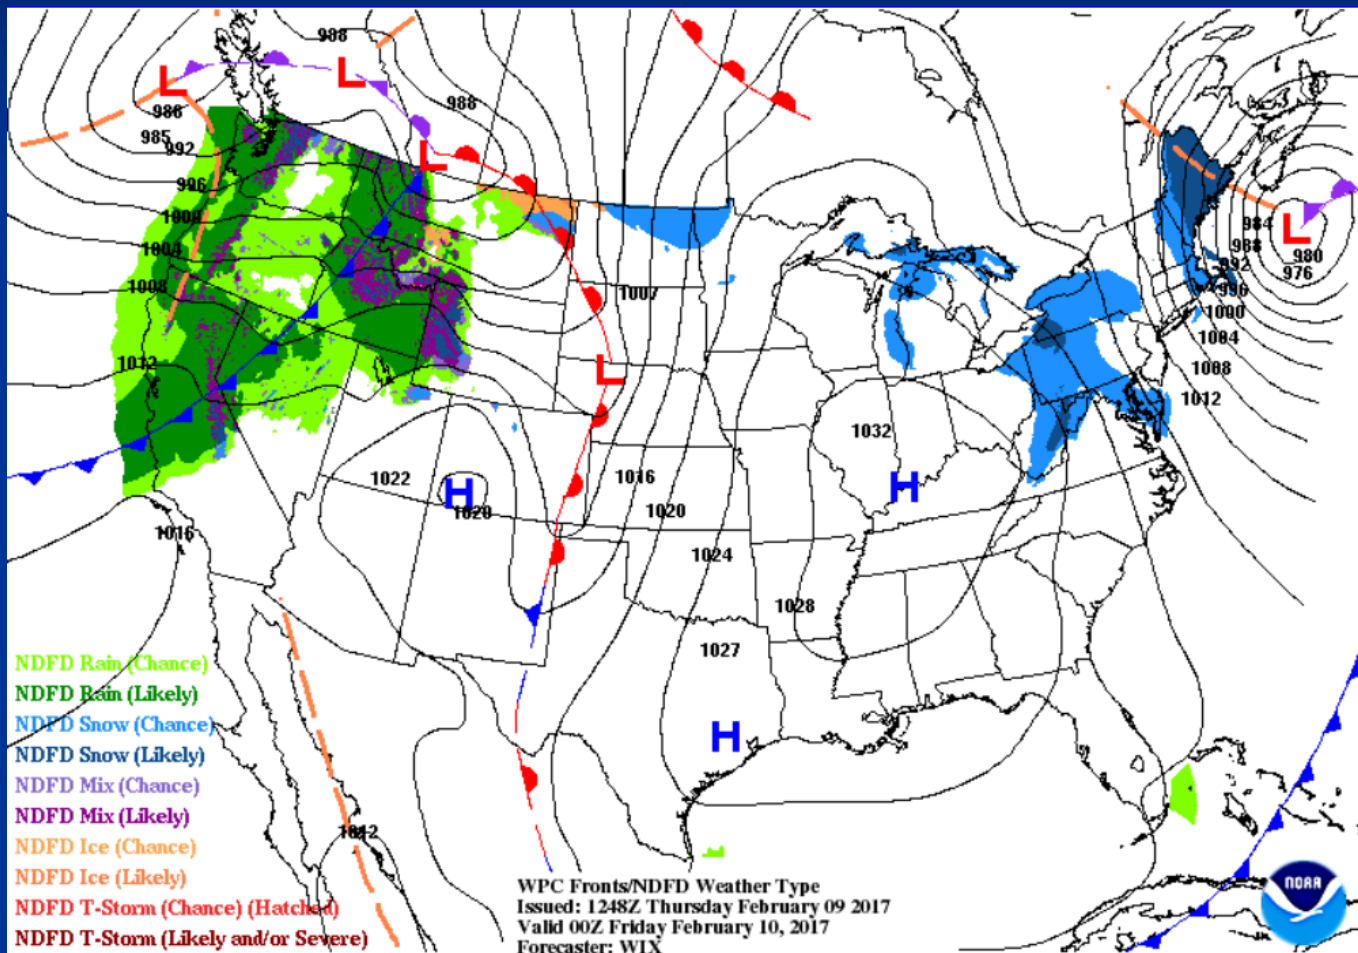 988
L
L
986
988
985
992
L
996
1000
984
L
1004
988
980
992
976
1008
1007
996
1000
1004
1012
L
1008
1012
1032
1022
H
1016
H
1020
1020
1016
1024
1028
1027
H
1012
NDFD Rain (Chance)
NDFD Rain (Likely)
NDFD Snow (Chance)
NDFD Snow (Likely)
NDFD Mix (Chance)
NDFD Mix (Likely)
NDFD Ice (Chance)
NDFD Ice (Likely)
NDFD T-Storm (Chance) (Hatched)
NDFD T-Storm (Likely and/or Severe)
WPC Fronts/NDFD Weather Type
Issued: 1248Z Thursday February 09 2017
Valid 00Z Friday February 10, 2017
Forecaster: WIX
NOAA